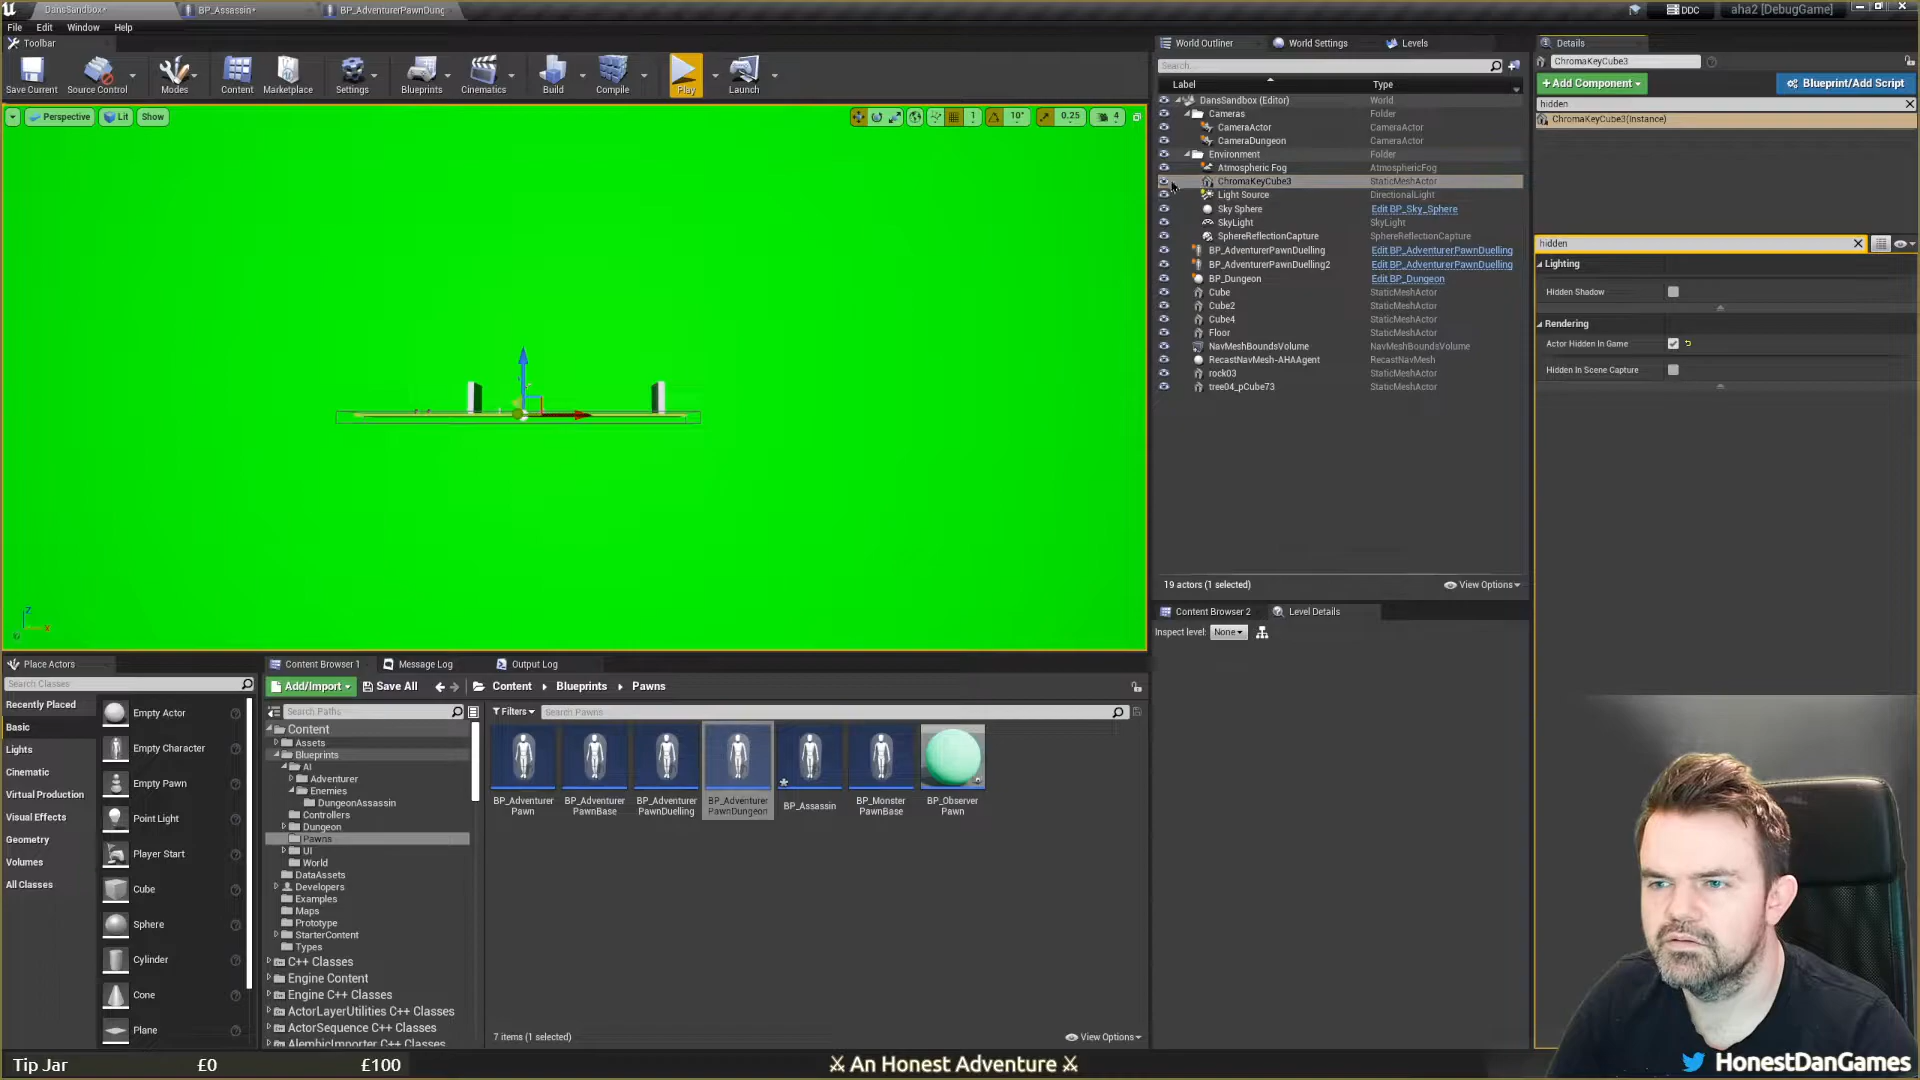 DansSandbox*
BP_Assassin*
BP_AdventurerPawnDung
DDC
aha2 [DebugGame]
File Edit Window Help
Toolbar
Save Current
Source Control
Modes
Content
Marketplace
Settings
Blueprints
Cinematics
Build
Compile
Play
Launch
Perspective
Lit
Show
1
10°
0.25
4
World Outliner
World Settings
Levels
Search...
Label
Type
DansSandbox (Editor) World
Cameras Folder
CameraActor CameraActor
CameraDungeon CameraActor
Environment Folder
Atmospheric Fog AtmosphericFog
ChromaKeyCube3 StaticMeshActor
Light Source DirectionalLight
Sky Sphere Edit BP_Sky_Sphere
SkyLight SkyLight
SphereReflectionCapture SphereReflectionCapture
BP_AdventurerPawnDuelling Edit BP_AdventurerPawnDuelling
BP_AdventurerPawnDuelling2 Edit BP_AdventurerPawnDuelling
BP_Dungeon Edit BP_Dungeon
Cube StaticMeshActor
Cube2 StaticMeshActor
Cube4 StaticMeshActor
Floor StaticMeshActor
NavMeshBoundsVolume NavMeshBoundsVolume
RecastNavMesh-AHAAgent RecastNavMesh
rock03 StaticMeshActor
tree04_pCube73 StaticMeshActor
19 actors (1 selected)
View Options
Content Browser 2
Level Details
Inspect level: None
Details
ChromaKeyCube3
+Add Component
Blueprint/Add Script
hidden
ChromaKeyCube3(Instance)
hidden
Lighting
Hidden Shadow
Rendering
Actor Hidden In Game
Hidden In Scene Capture
Place Actors
Search Classes
Recently Placed
Basic
Lights
Cinematic
Virtual Production
Visual Effects
Geometry
Volumes
All Classes
Empty Actor
Empty Character
Empty Pawn
Point Light
Player Start
Cube
Sphere
Cylinder
Cone
Plane
Content Browser 1
Message Log
Output Log
Add/Import
Save All
Content
Blueprints
Pawns
Search Paths
Filters
Search Pawns
Content
Assets
Blueprints
AI
Adventurer
Enemies
DungeonAssassin
Controllers
Dungeon
Pawns
UI
World
DataAssets
Developers
Examples
Maps
Prototype
StarterContent
Types
C++ Classes
Engine Content
Engine C++ Classes
ActorLayerUtilities C++ Classes
ActorSequence C++ Classes
AlembicImporter C++ Classes
BP_Adventurer
Pawn
BP_Adventurer
PawnBase
BP_Adventurer
PawnDuelling
BP_Adventurer
PawnDungeon
BP_Assassin
BP_Monster
PawnBase
BP_Observer
Pawn
7 items (1 selected)
View Options
Tip Jar £0 £100
An Honest Adventure
HonestDanGames